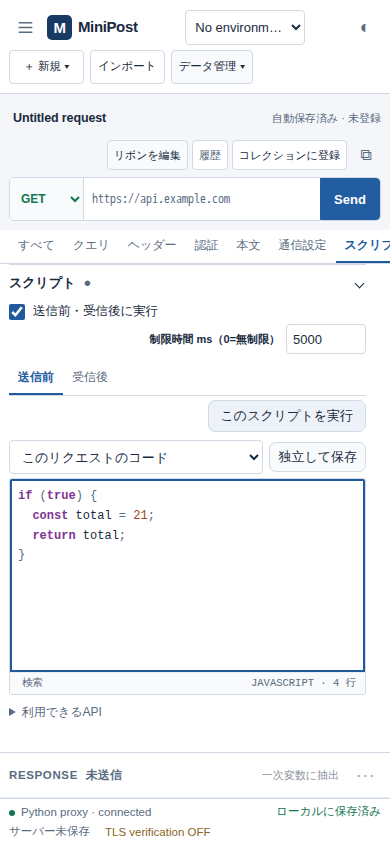 M MiniPost No environm…
＋ 新規 ▾ インポート データ管理 ▾
Untitled request 自動保存済み · 未登録
リボンを編集 履歴 コレクションに登録
GET https://api.example.com Send
すべて クエリ ヘッダー 認証 本文 通信設定 スクリプ
スクリプト ●
送信前・受信後に実行
制限時間 ms（0=無制限） 5000
送信前 受信後
このスクリプトを実行
このリクエストのコード 独立して保存
if (true) {
  const total = 21;
  return total;
}
検索 JAVASCRIPT · 4 行
▶ 利用できるAPI
RESPONSE 未送信 一次変数に抽出 ···
Python proxy · connected ローカルに保存済み
サーバー未保存 TLS verification OFF